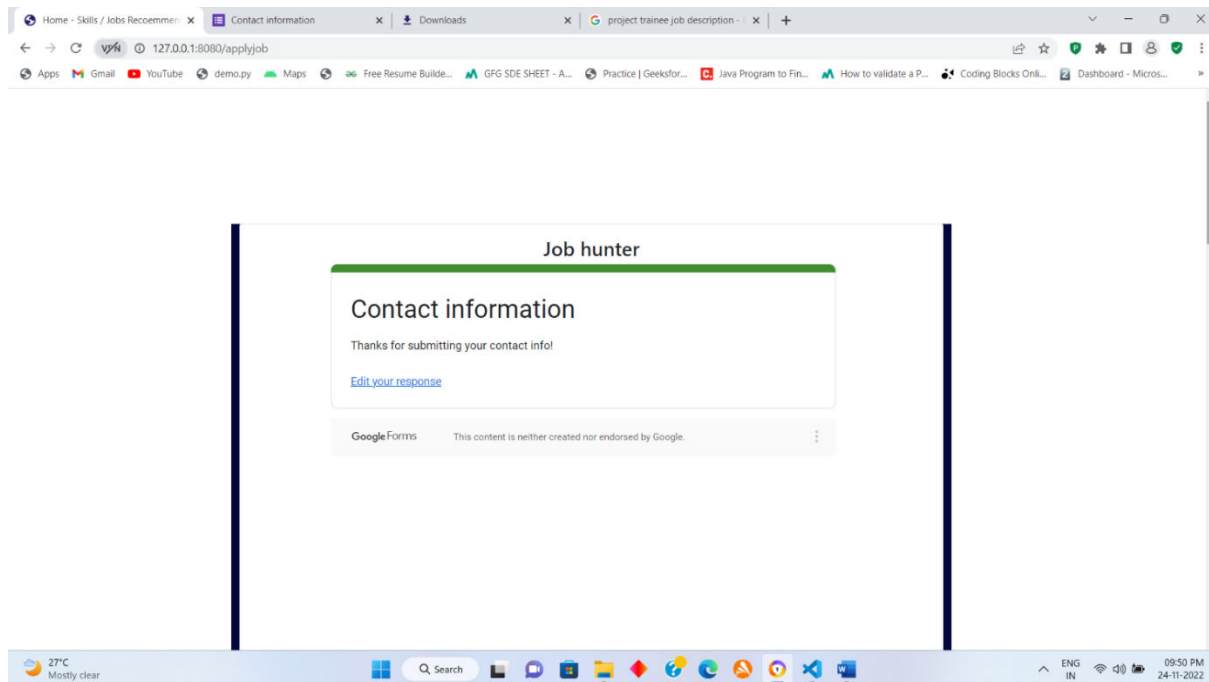 Home - Skills / Jobs Recoemmen
Contact information
Downloads
project trainee job description -
VPN
127.0.0.1:8080/applyjob
Apps
Gmail
YouTube
demo.py
Maps
Free Resume Builde...
GFG SDE SHEET - A...
Practice | Geeksfor...
Java Program to Fin...
How to validate a P...
Coding Blocks Onli...
Dashboard - Micros...
Job hunter
Contact information
Thanks for submitting your contact info!
Edit your response
Google Forms
This content is neither created nor endorsed by Google.
27°C
Mostly clear
Search
ENG
IN
09:50 PM
24-11-2022